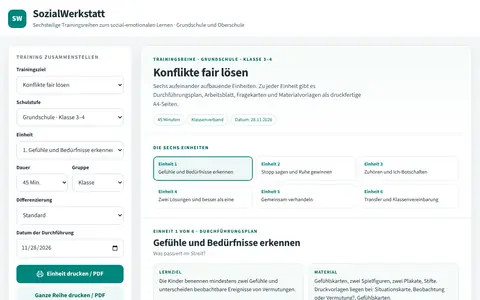 SW
SozialWerkstatt
Sechsteilige Trainingsreihen zum sozial-emotionalen Lernen · Grundschule und Oberschule
TRAINING ZUSAMMENSTELLEN
Trainingsziel
Konflikte fair lösen
Schulstufe
Grundschule · Klasse 3–4
Einheit
1. Gefühle und Bedürfnisse erkennen
Dauer
Gruppe
45 Min.
Klasse
Differenzierung
Standard
Datum der Durchführung
11/28/2026
Einheit drucken / PDF
Ganze Reihe drucken / PDF
TRAININGSREIHE · GRUNDSCHULE · KLASSE 3–4
Konflikte fair lösen
Sechs aufeinander aufbauende Einheiten. Zu jeder Einheit gibt es
Durchführungsplan, Arbeitsblatt, Fragekarten und Materialvorlagen als druckfertige
A4-Seiten.
45 Minuten
Klassenverband
Datum: 28.11.2026
DIE SECHS EINHEITEN
Einheit 1
Gefühle und Bedürfnisse erkennen
Einheit 2
Stopp sagen und Ruhe gewinnen
Einheit 3
Zuhören und Ich-Botschaften
Einheit 4
Zwei Lösungen sind besser als eine
Einheit 5
Gemeinsam verhandeln
Einheit 6
Transfer und Klassenvereinbarung
EINHEIT 1 VON 6 · DURCHFÜHRUNGSPLAN
Gefühle und Bedürfnisse erkennen
Was passiert im Streit?
LERNZIEL
Die Kinder benennen mindestens zwei Gefühle und
unterscheiden beobachtbare Ereignisse von Vermutungen.
MATERIAL
Gefühlskarten, zwei Spielfiguren, zwei Plakate, Stifte.
Druckvorlagen liegen bei: Situationskarte, Beobachtung
oder Vermutung?, Gefühlskarten.